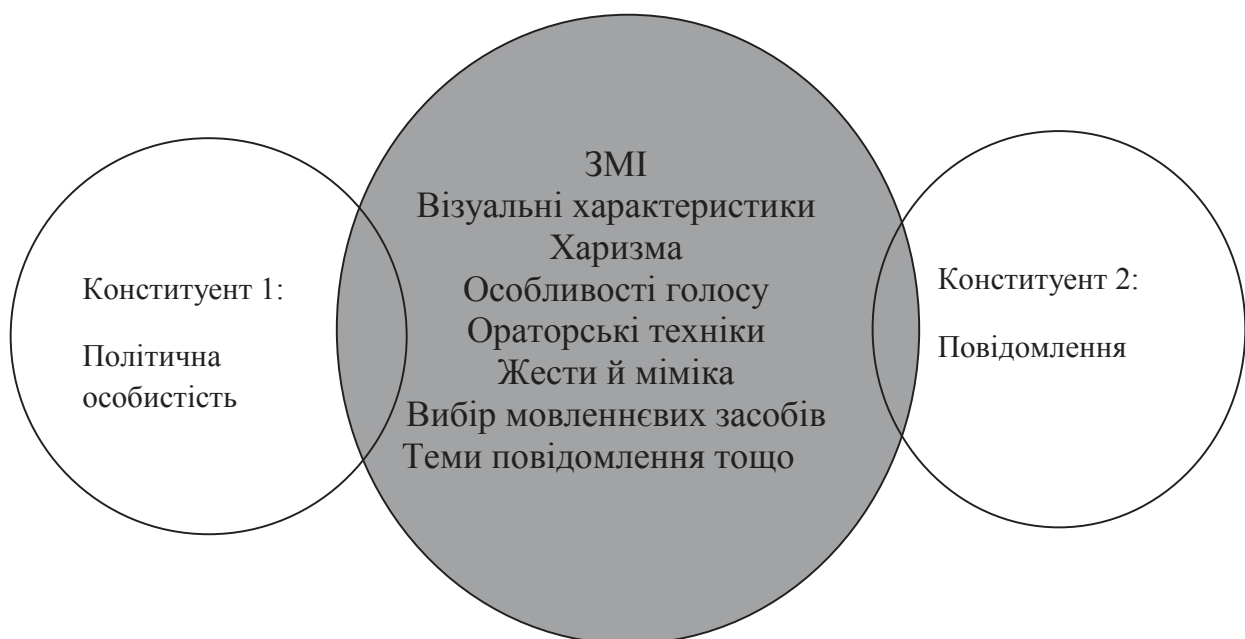 Конституент 1:
Політична
особистість
ЗМІ
Візуальні характеристики
Харизма
Особливості голосу
Ораторські техніки
Жести й міміка
Вибір мовленнєвих засобів
Теми повідомлення тощо
Конституент 2:
Повідомлення